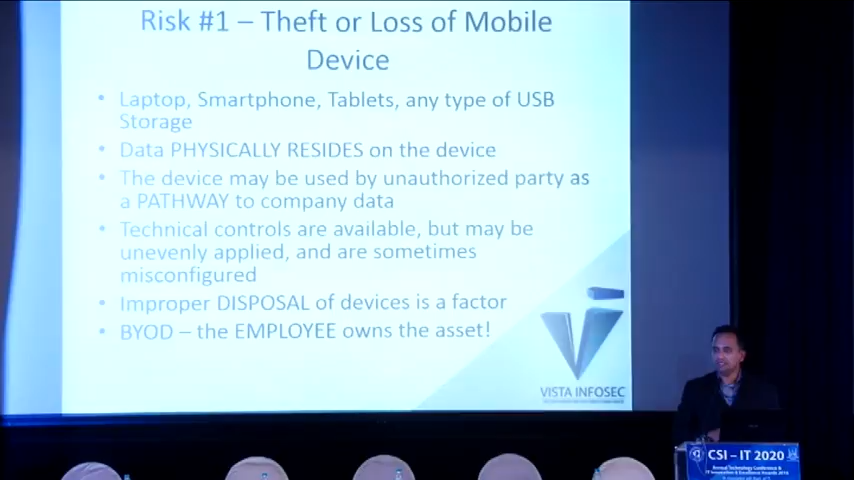 Risk #1 – Theft or Loss of Mobile
Device
• Laptop, Smartphone, Tablets, any type of USB
Storage
• Data PHYSICALLY RESIDES on the device
• The device may be used by unauthorized party as
a PATHWAY to company data
• Technical controls are available, but may be
unevenly applied, and are sometimes
misconfigured
• Improper DISPOSAL of devices is a factor
• BYOD – the EMPLOYEE owns the asset!
VISTA INFOSEC
CSI – IT 2020
Annual Technology Conference &